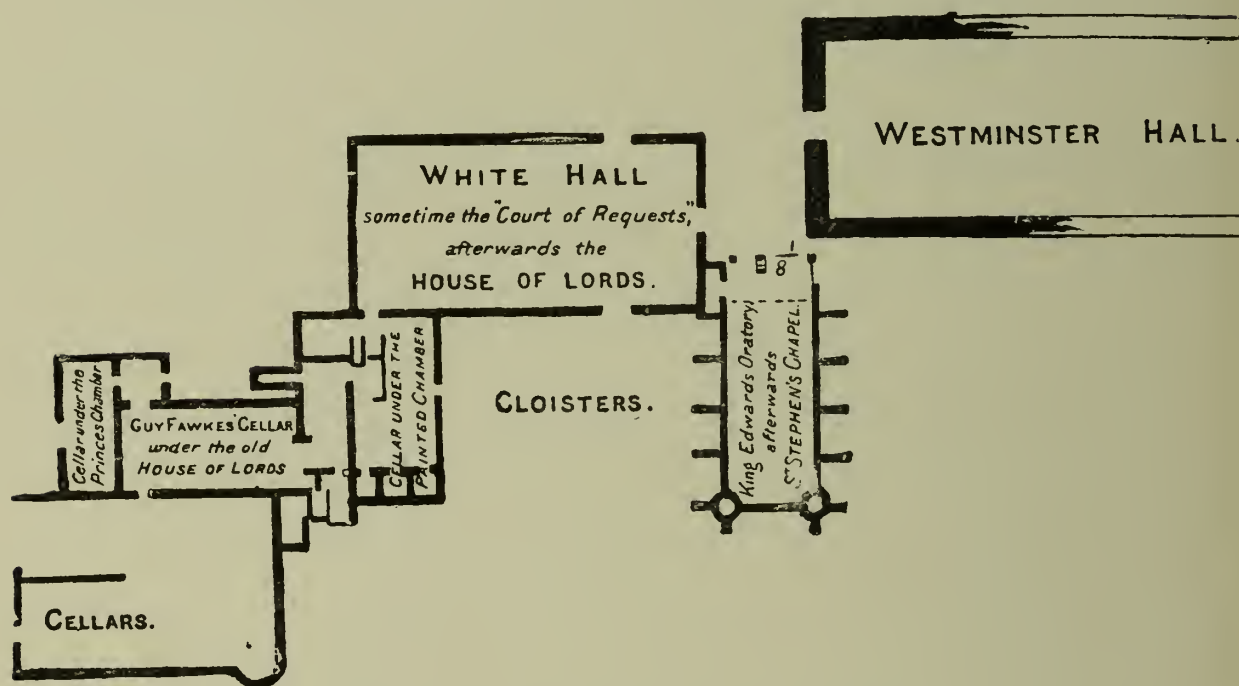 WESTMINSTER HALL.
WHITE HALL
sometime the "Court of Requests,"
afterwards the
HOUSE OF LORDS.
1/8
King Edwards Oratory
afterwards
ST STEPHEN'S CHAPEL.
CLOISTERS.
CELLAR UNDER THE
PAINTED CHAMBER
Cellar under the
Princes Chamber
GUY FAWKES' CELLAR
under the old
HOUSE OF LORDS
CELLARS.